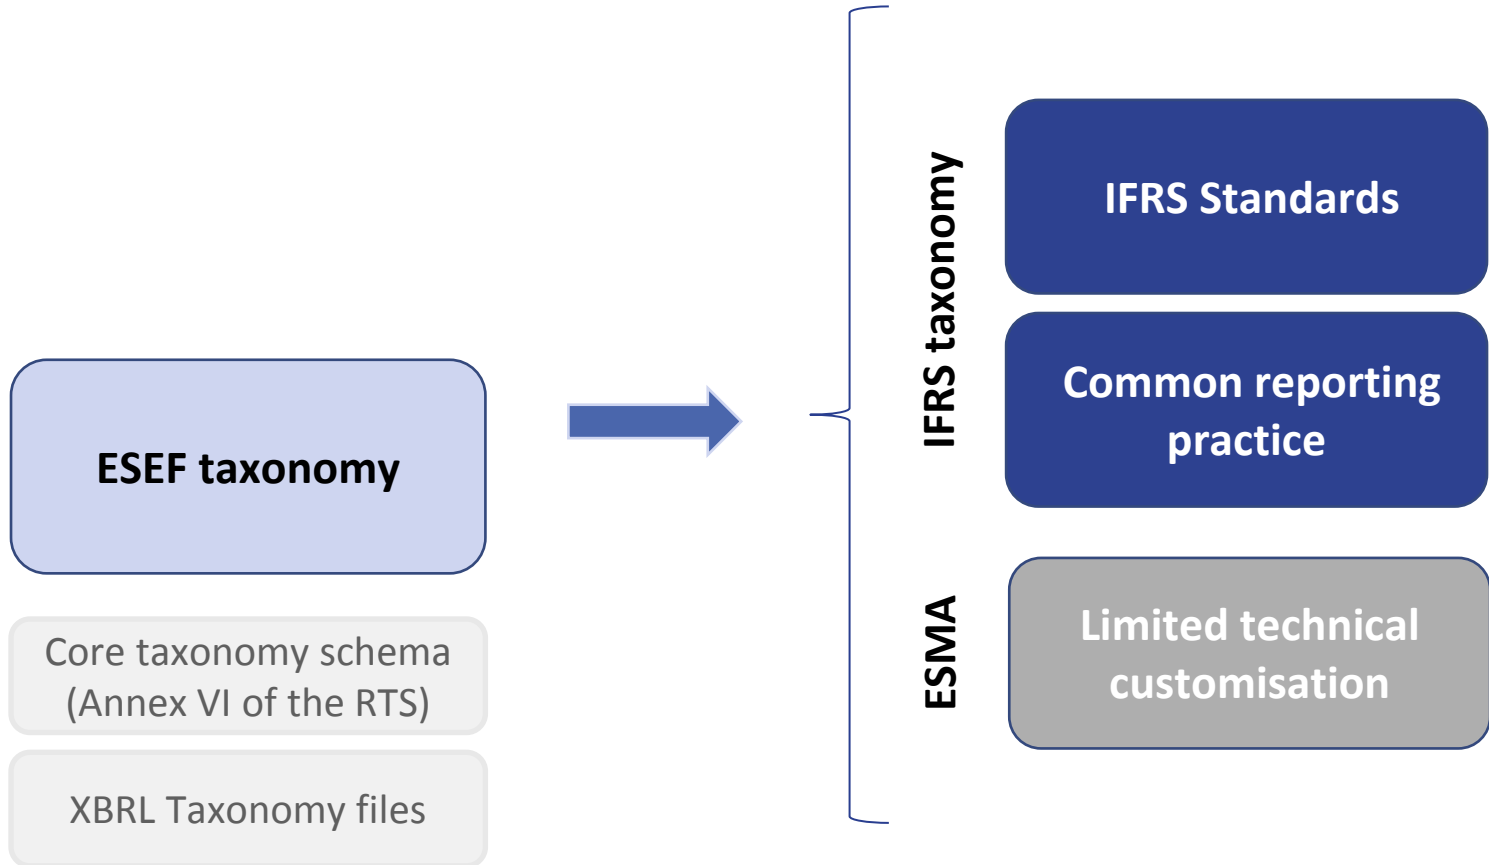 ESEF taxonomy
Core taxonomy schema
(Annex VI of the RTS)
XBRL Taxonomy files
IFRS taxonomy
IFRS Standards
Common reporting
practice
ESMA
Limited technical
customisation